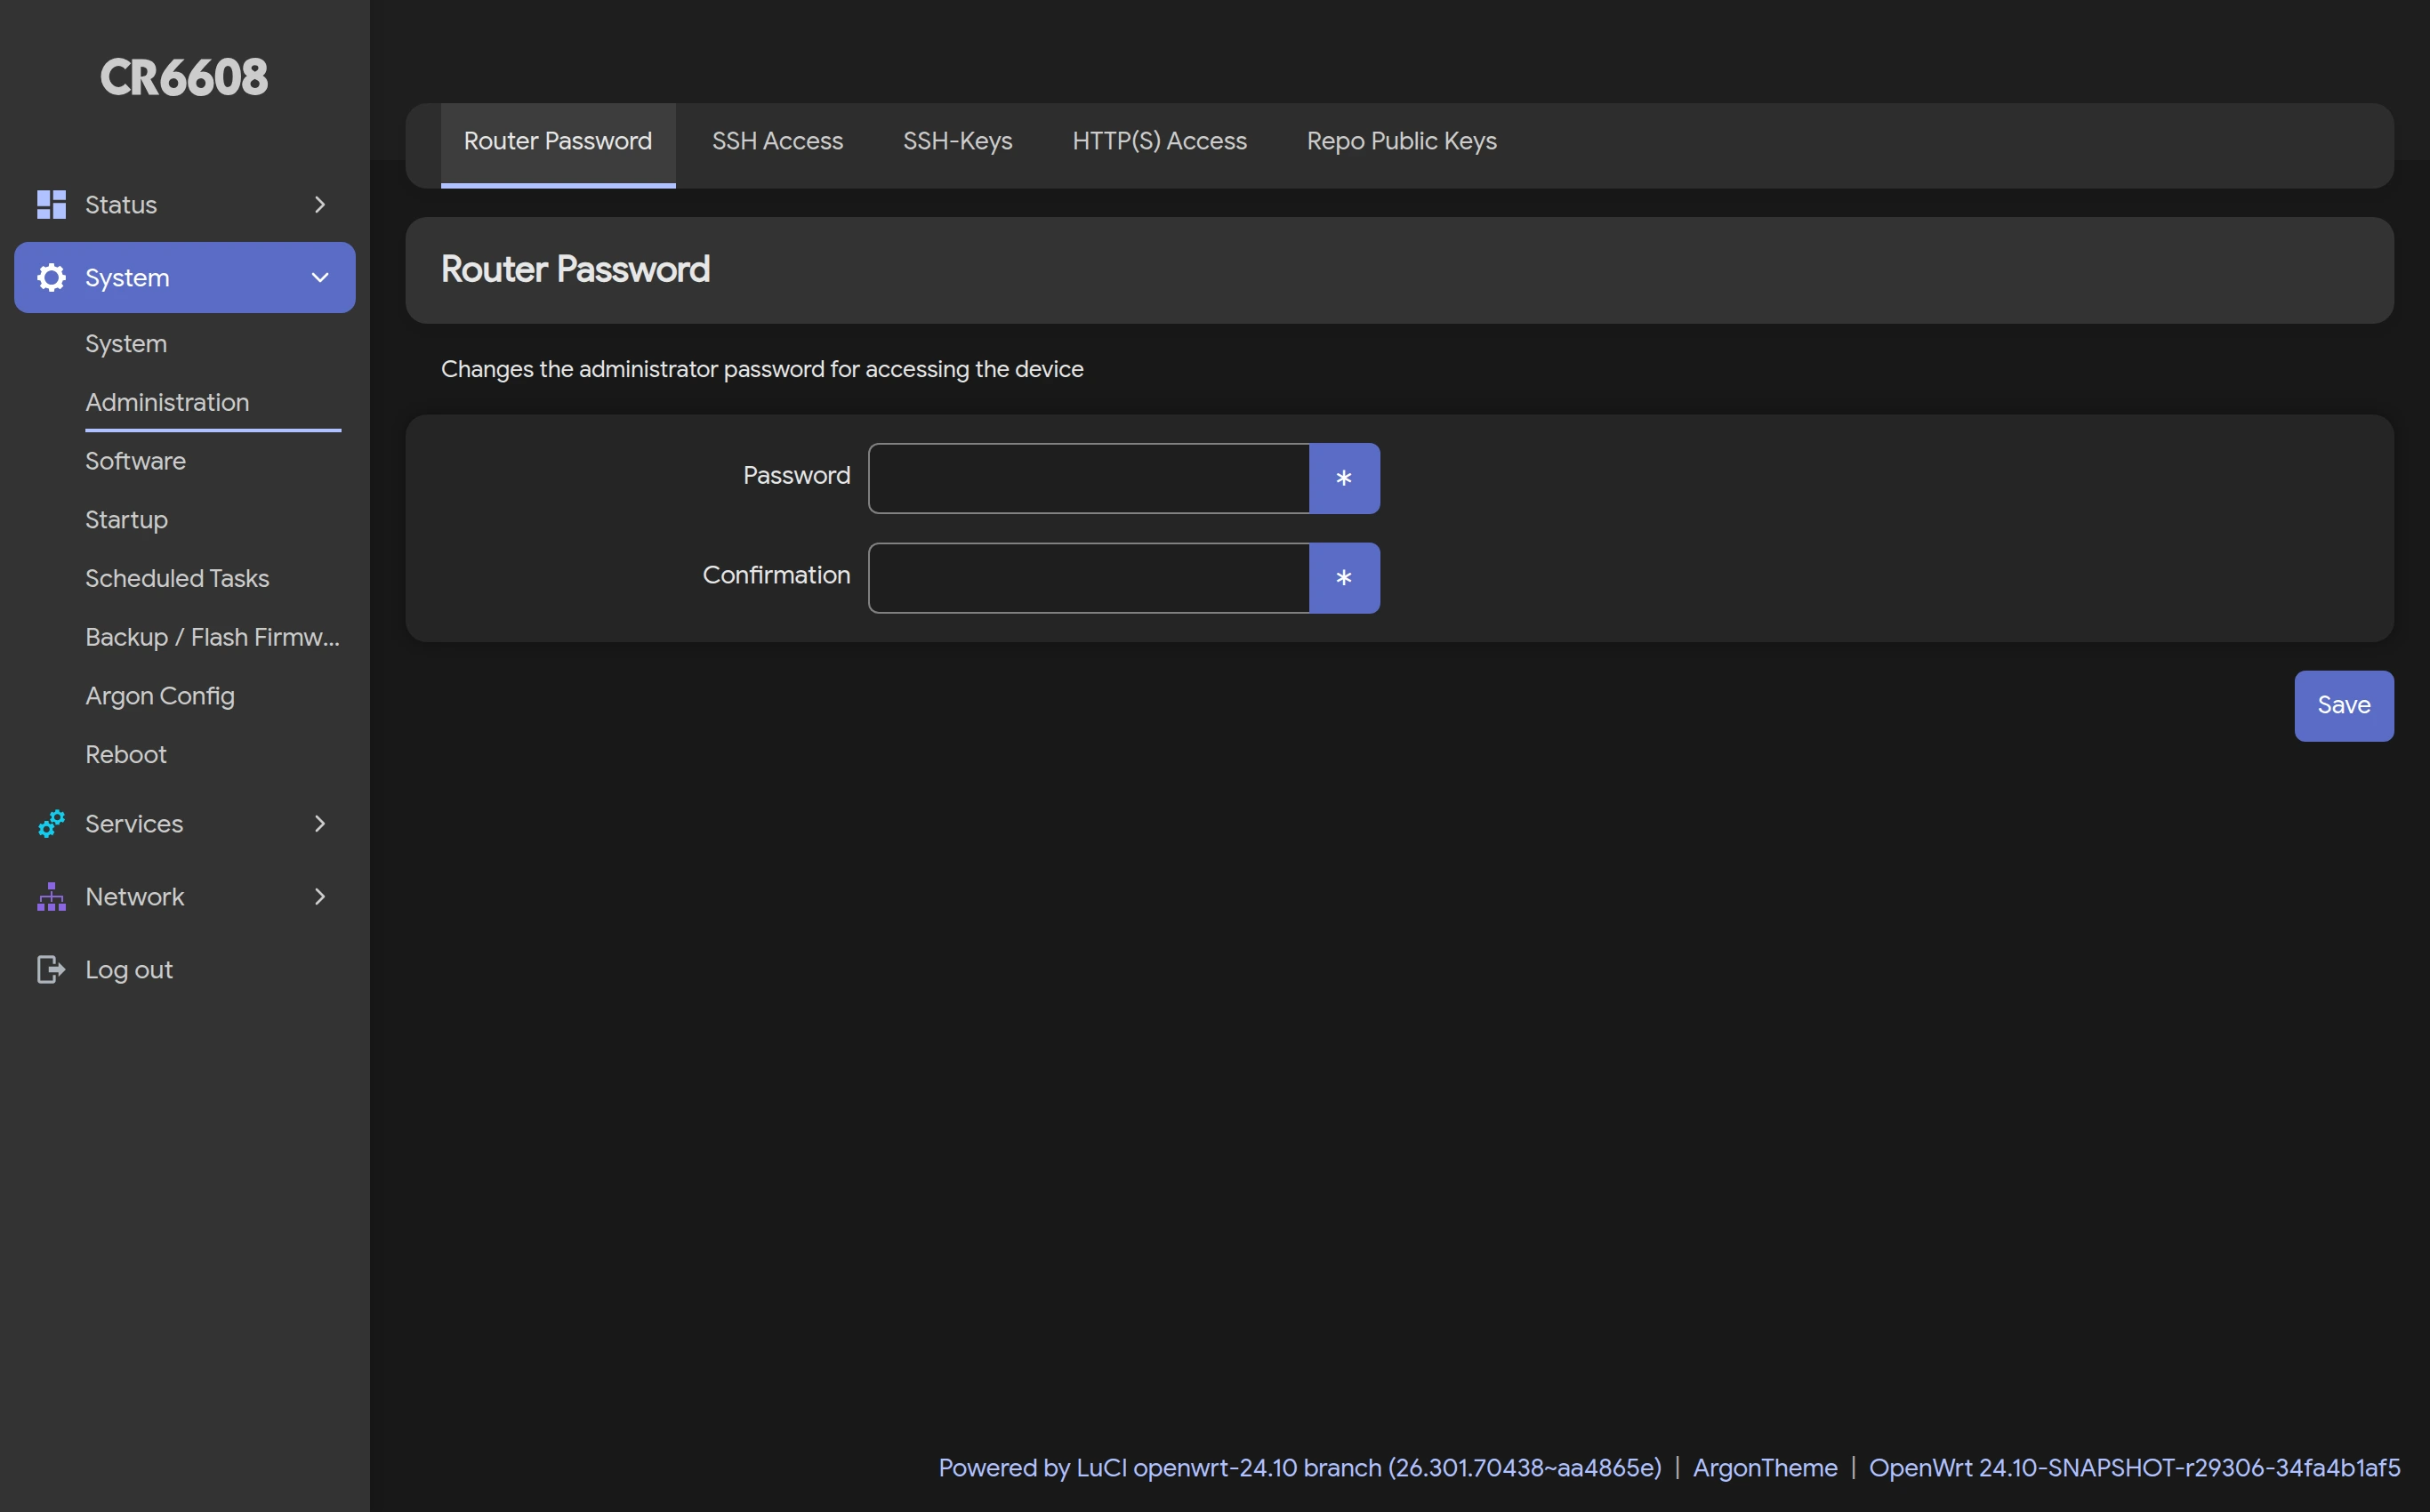 CR6608
Status
System
System
Administration
Software
Startup
Scheduled Tasks
Backup / Flash Firmw...
Argon Config
Reboot
Services
Network
Log out
Router Password SSH Access SSH-Keys HTTP(S) Access Repo Public Keys
Router Password
Changes the administrator password for accessing the device
Password *
Confirmation *
Save
Powered by LuCI openwrt-24.10 branch (26.301.70438~aa4865e) | ArgonTheme | OpenWrt 24.10-SNAPSHOT-r29306-34fa4b1af5